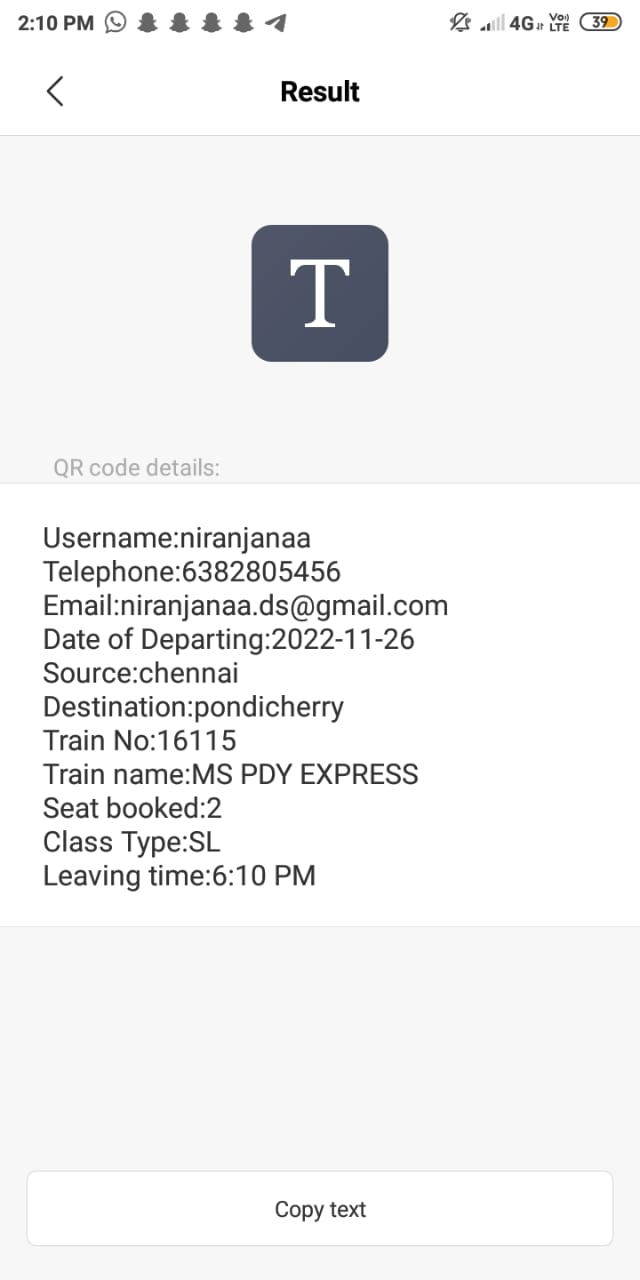 2:10 PM
4G Vo)) LTE 39
Result
T
QR code details:
Username:niranjanaa
Telephone:6382805456
Email:niranjanaa.ds@gmail.com
Date of Departing:2022-11-26
Source:chennai
Destination:pondicherry
Train No:16115
Train name:MS PDY EXPRESS
Seat booked:2
Class Type:SL
Leaving time:6:10 PM
Copy text